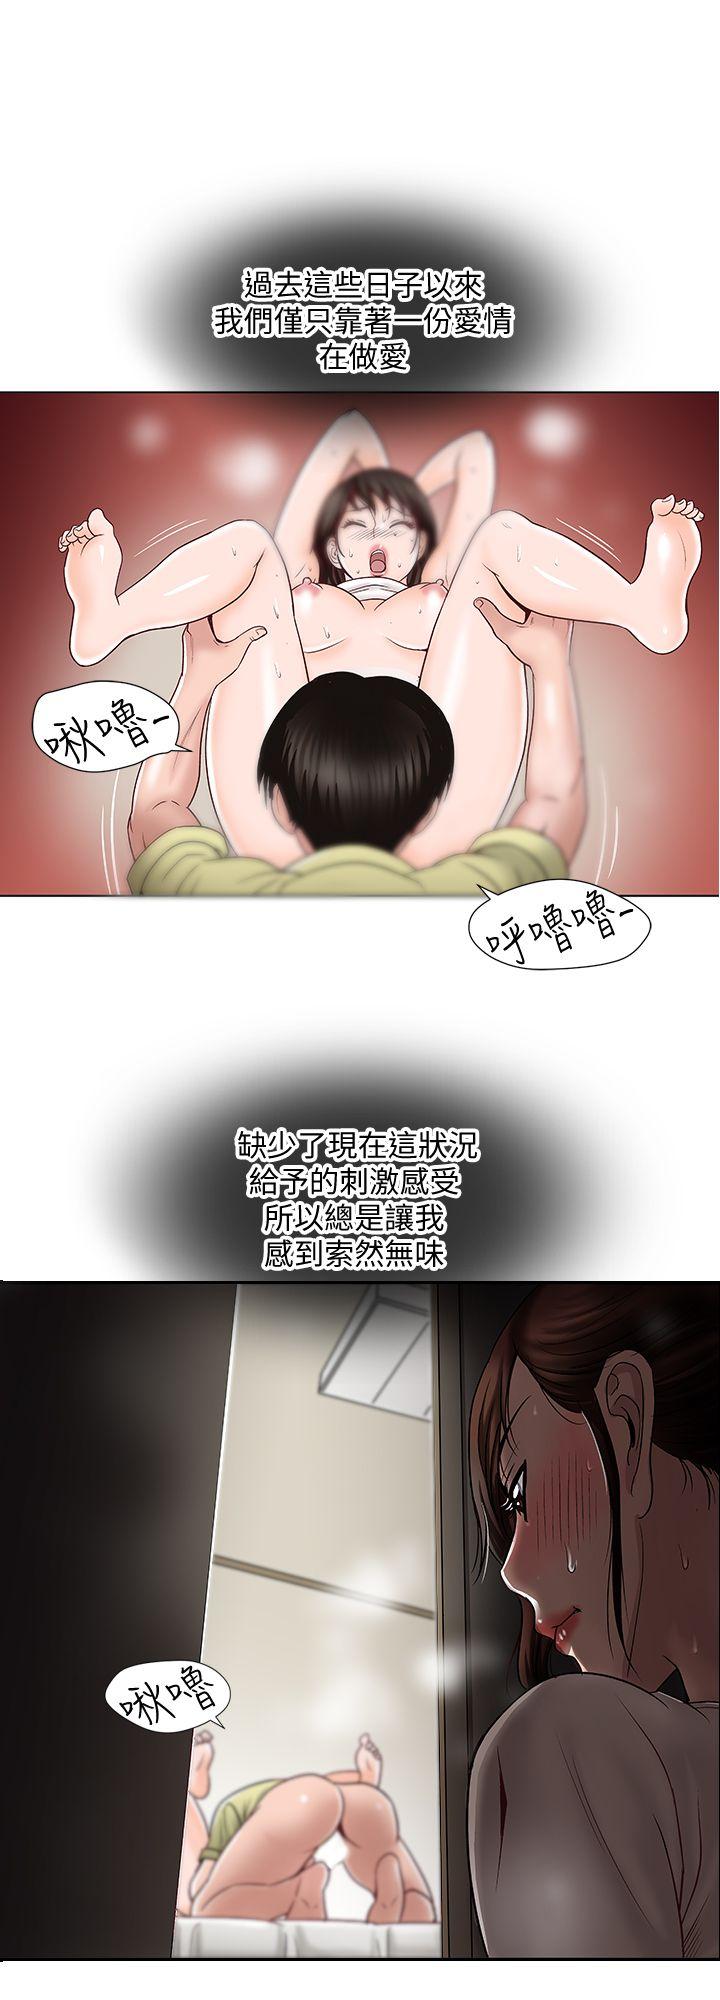 過去這些日子以來
我們僅只靠著一份愛情
在做愛
啾嚕~
呼嚕嚕~
缺少了現在這狀況
給予的刺激感受
所以總是讓我
感到索然無味
啾嚕